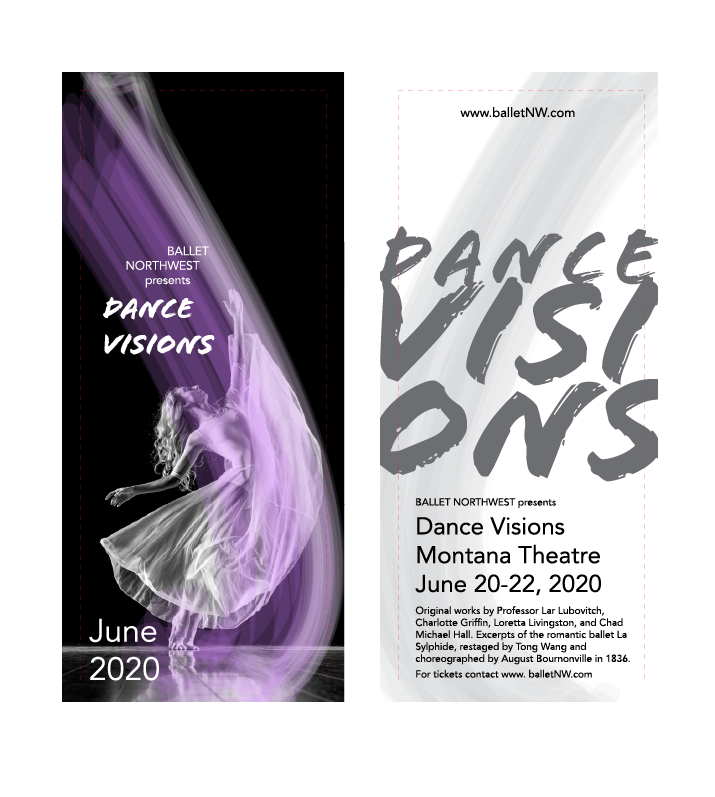 BALLET
NORTHWEST
presents
DANCE
VISIONS
June
2020
www.balletNW.com
DANCE
VISI
ONS
BALLET NORTHWEST presents
Dance Visions
Montana Theatre
June 20-22, 2020
Original works by Professor Lar Lubovitch,
Charlotte Griffin, Loretta Livingston, and Chad
Michael Hall. Excerpts of the romantic ballet La
Sylphide, restaged by Tong Wang and
choreographed by August Bournonville in 1836.
For tickets contact www. balletNW.com